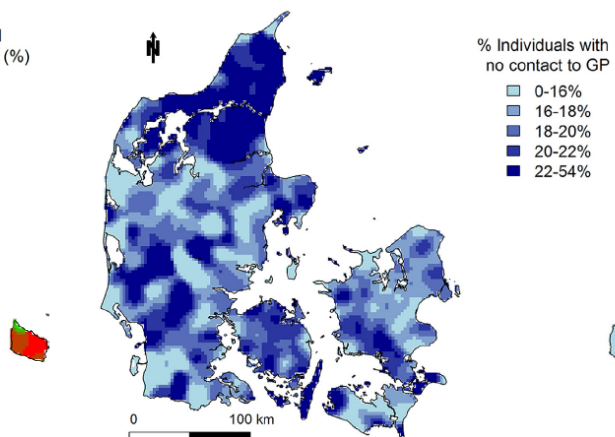 (%)
N
% Individuals with
no contact to GP
0-16%
16-18%
18-20%
20-22%
22-54%
0 100 km